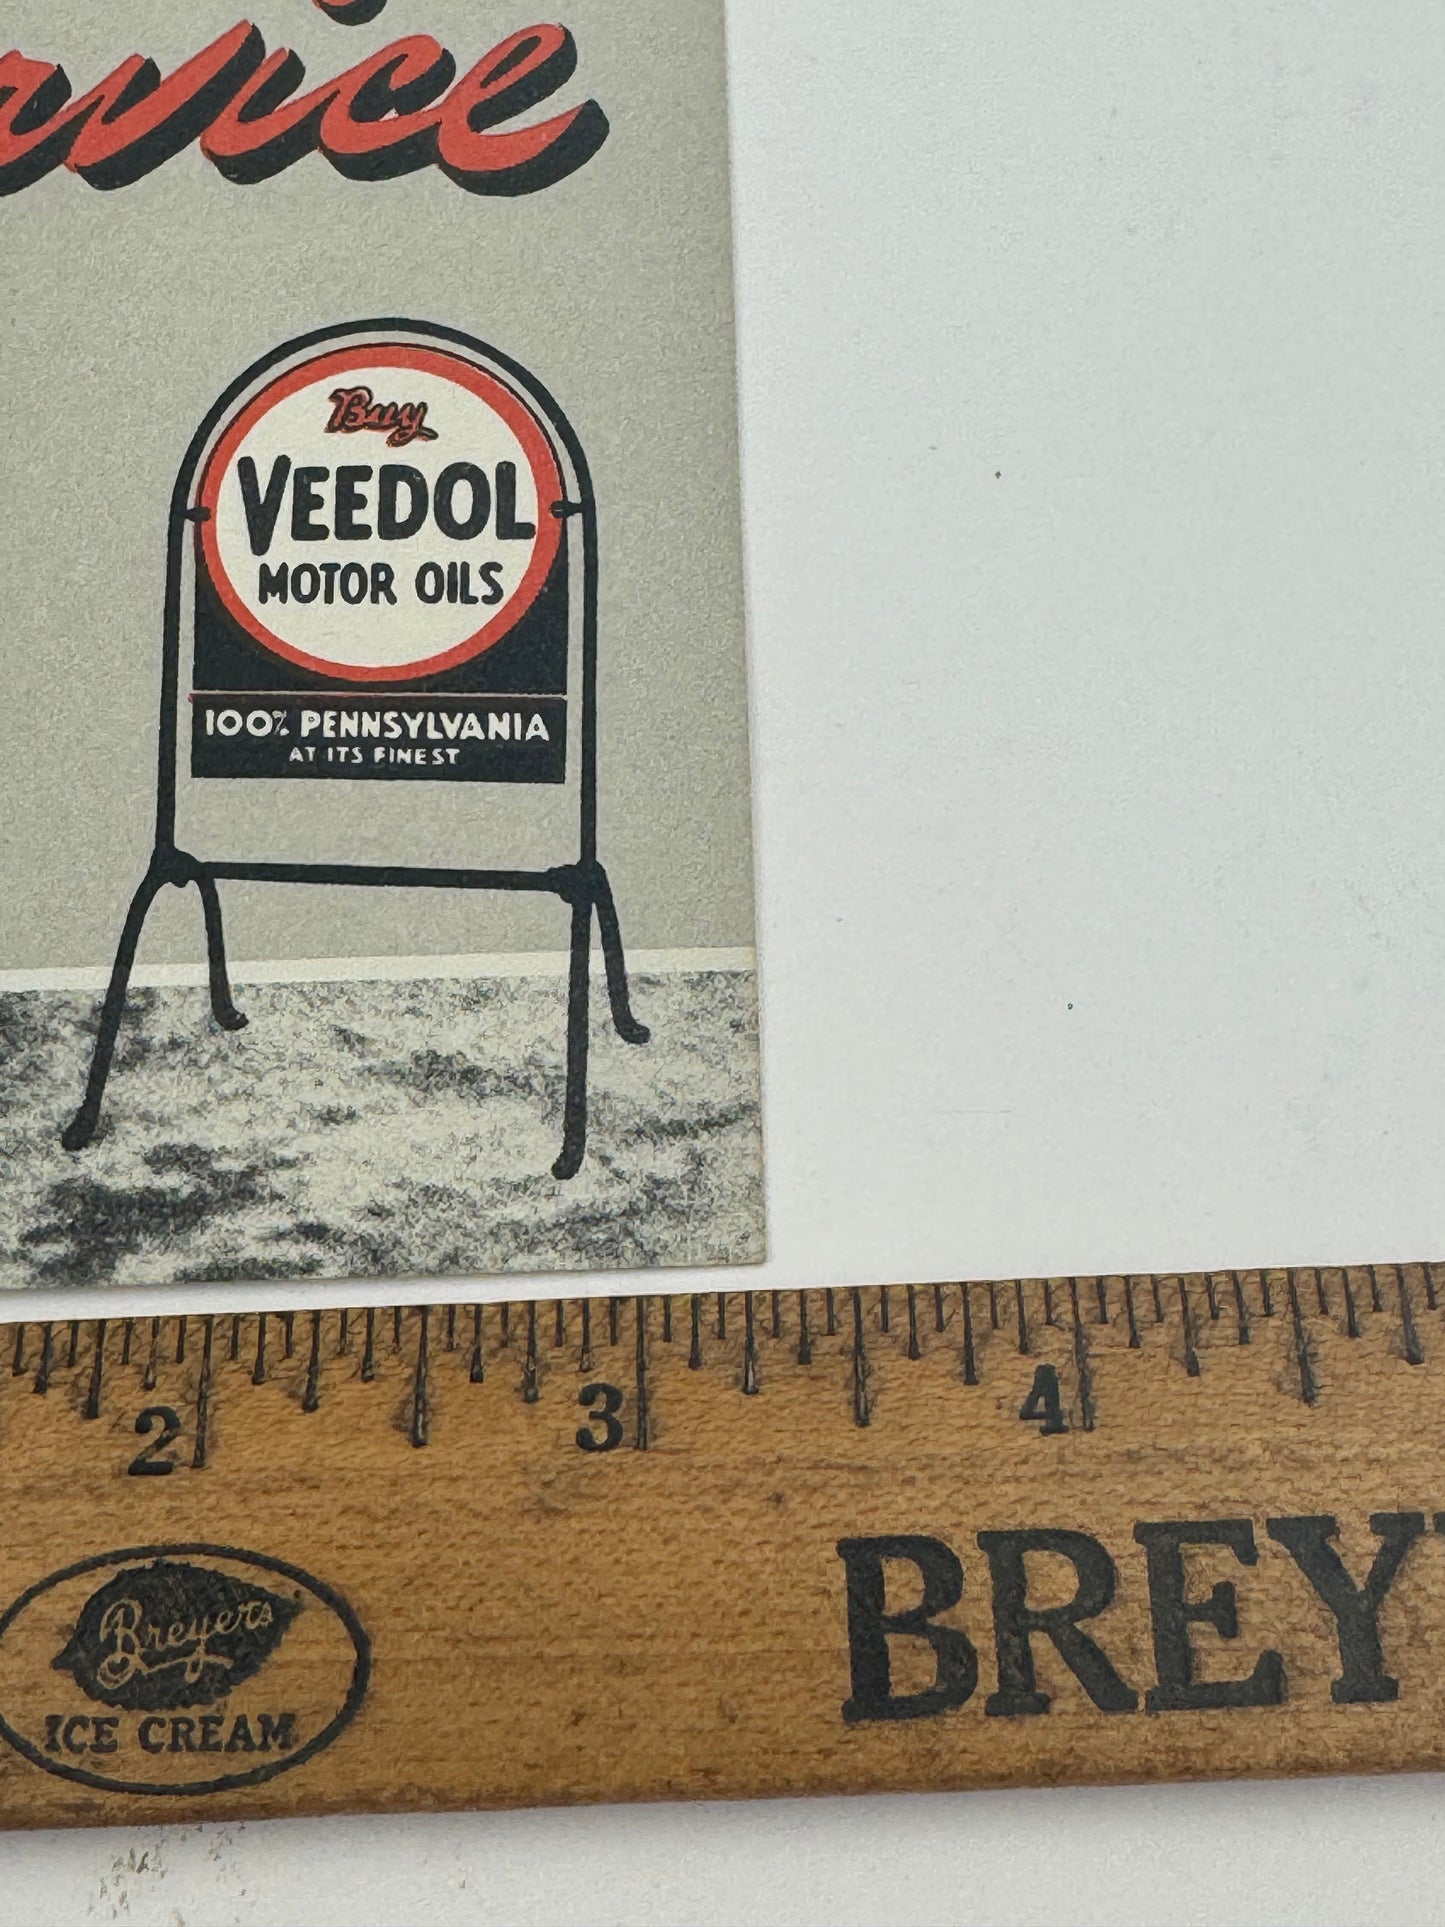 rvice
Buy
VEEDOL
MOTOR OILS
100% PENNSYLVANIA
AT ITS FINEST
2 3 4
Breyers
ICE CREAM
BREY